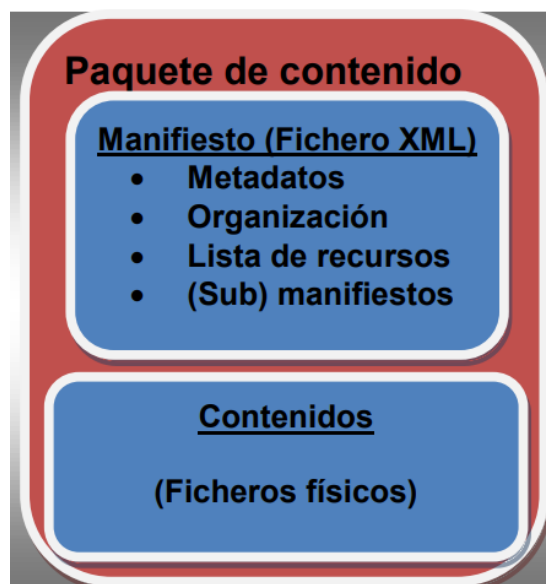 Paquete de contenido
Manifiesto (Fichero XML)
• Metadatos
• Organización
• Lista de recursos
• (Sub) manifiestos
Contenidos
(Ficheros físicos)